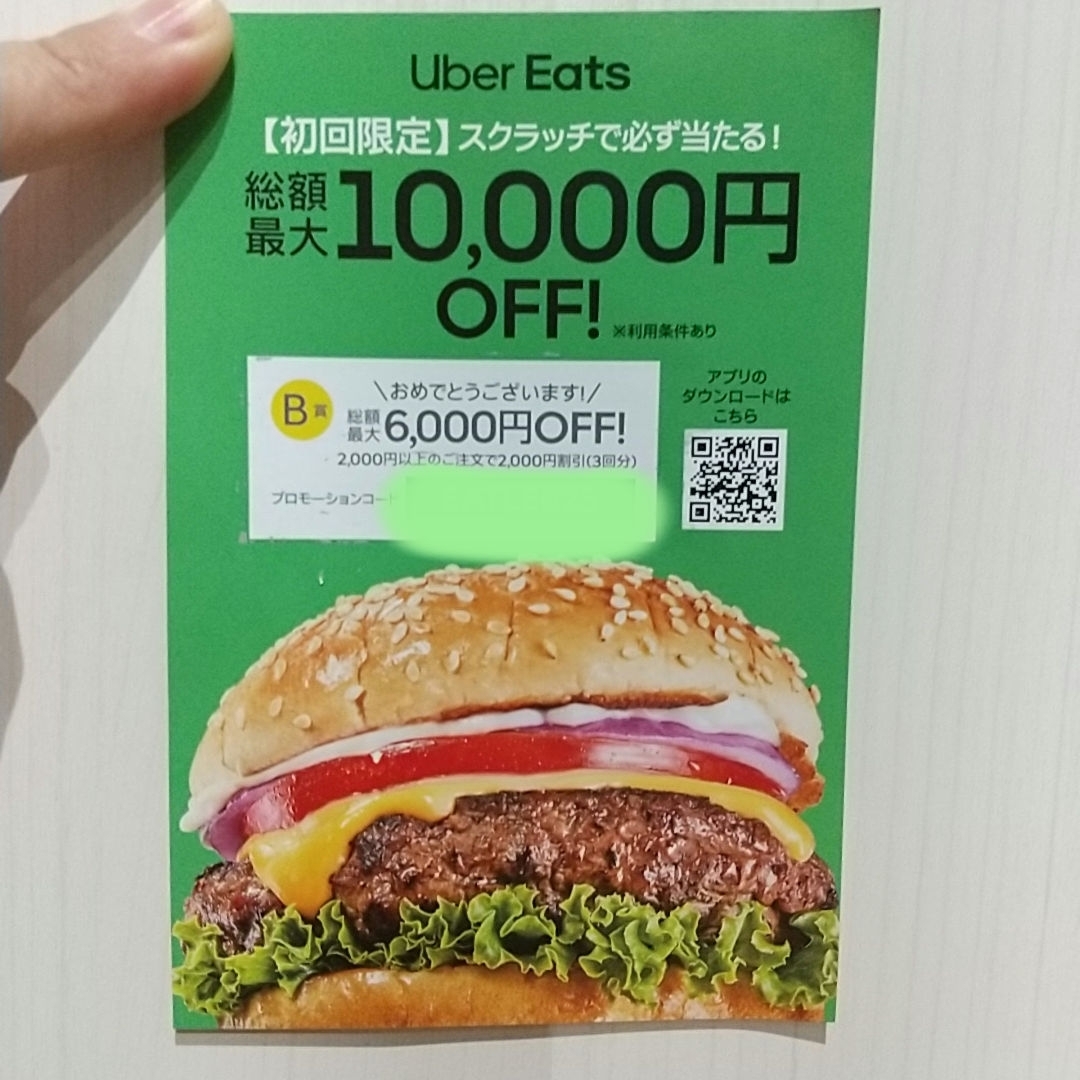 Uber Eats
【初回限定】スクラッチで必ず当たる!
総額最大10,000円
OFF!
※利用条件あり
B賞
\おめでとうございます!/
総額最大6,000円OFF!
2,000円以上のご注文で2,000円割引(3回分)
プロモーションコード
アプリの
ダウンロードは
こちら